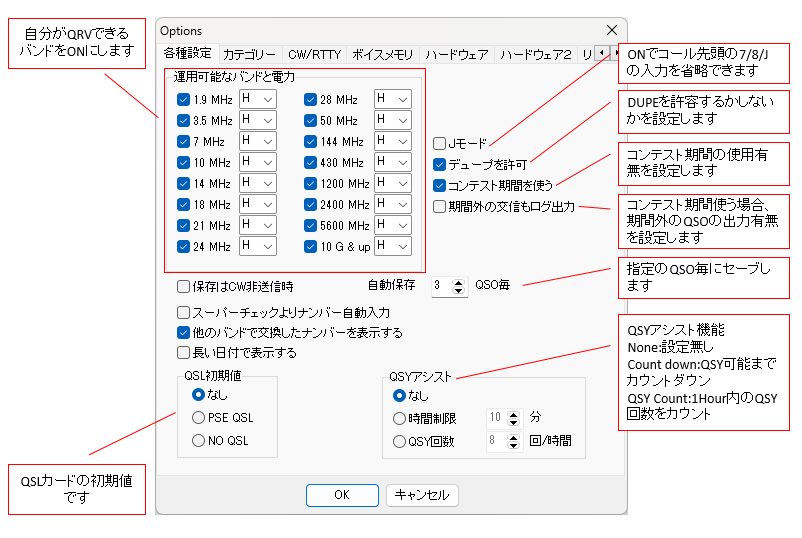 Options
各種設定 カテゴリー CW/RTTY ボイスメモリ ハードウェア ハードウェア2 リ
自分がQRVできる
バンドをONにします
運用可能なバンドと電力
1.9 MHz H 28 MHz H
3.5 MHz H 50 MHz H
7 MHz H 144 MHz H
10 MHz H 430 MHz H
14 MHz H 1200 MHz H
18 MHz H 2400 MHz H
21 MHz H 5600 MHz H
24 MHz H 10 G & up H
Jモード
デュープを許可
コンテスト期間を使う
期間外の交信もログ出力
ONでコール先頭の7/8/J
の入力を省略できます
DUPEを許容するかしない
かを設定します
コンテスト期間の使用有
無を設定します
コンテスト期間使う場合、
期間外のQSOの出力有無
を設定します
保存はCW非送信時
自動保存 3 QSO毎
指定のQSO毎にセーブし
ます
スーパーチェックよりナンバー自動入力
他のバンドで交換したナンバーを表示する
長い日付で表示する
QSL初期値
なし
PSE QSL
NO QSL
QSYアシスト
なし
時間制限 10 分
QSY回数 8 回/時間
QSYアシスト機能
None:設定無し
Count down:QSY可能まで
カウントダウン
QSY Count:1Hour内のQSY
回数をカウント
QSLカードの初期値
です
OK キャンセル